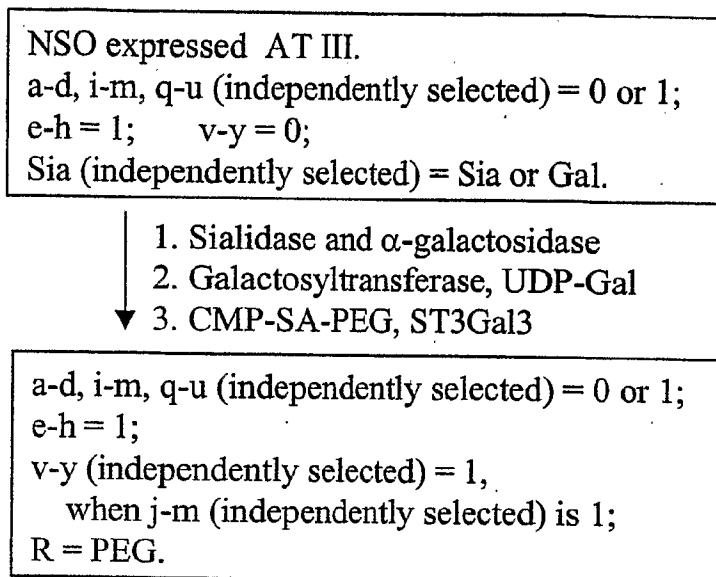 NSO expressed AT III.
a-d, i-m, q-u (independently selected) = 0 or 1;
e-h = 1; v-y = 0;
Sia (independently selected) = Sia or Gal.
1. Sialidase and α-galactosidase
2. Galactosyltransferase, UDP-Gal
3. CMP-SA-PEG, ST3Gal3
a-d, i-m, q-u (independently selected) = 0 or 1;
e-h = 1;
v-y (independently selected) = 1,
when j-m (independently selected) is 1;
R = PEG.